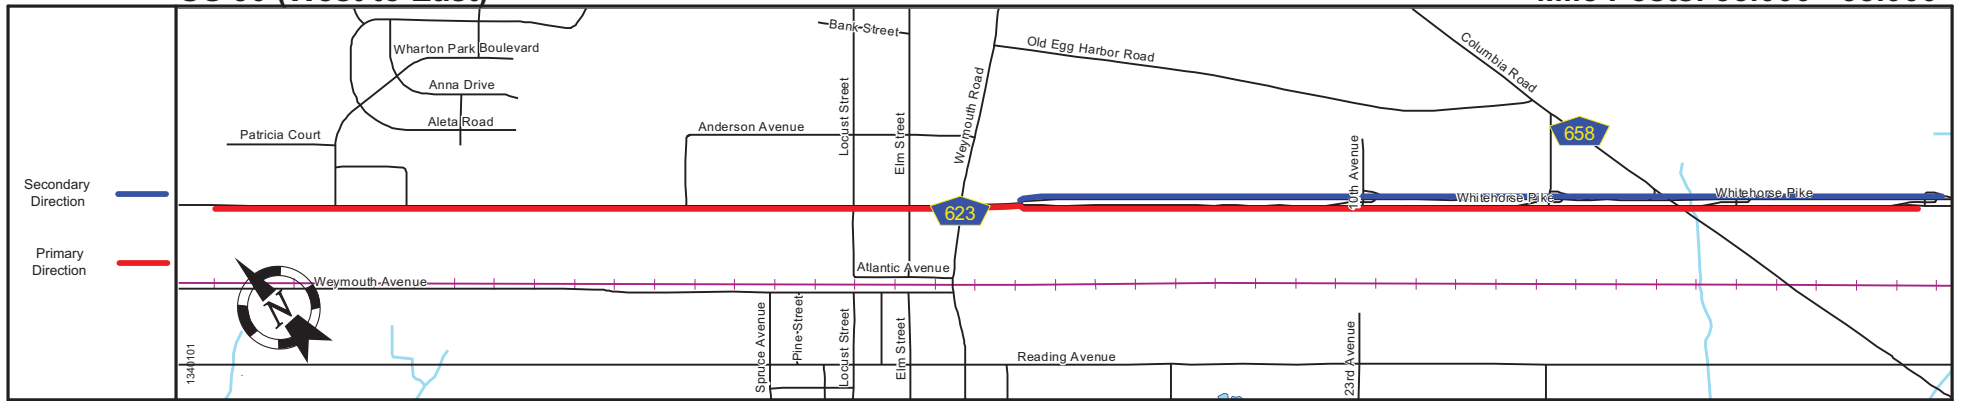 Bank Street
Wharton Park Boulevard
Old Egg Harbor Road
Columbia Road
Anna Drive
Locust Street
Weymouth Road
Aleta Road
Anderson Avenue
Elm Street
Patricia Court
658
10th Avenue
Secondary
Direction
Whitehorse Pike
Whitehorse Pike
623
Primary
Direction
Atlantic Avenue
Weymouth Avenue
N
Spruce Avenue
Pine Street
Locust Street
Elm Street
Reading Avenue
23rd Avenue
1340101